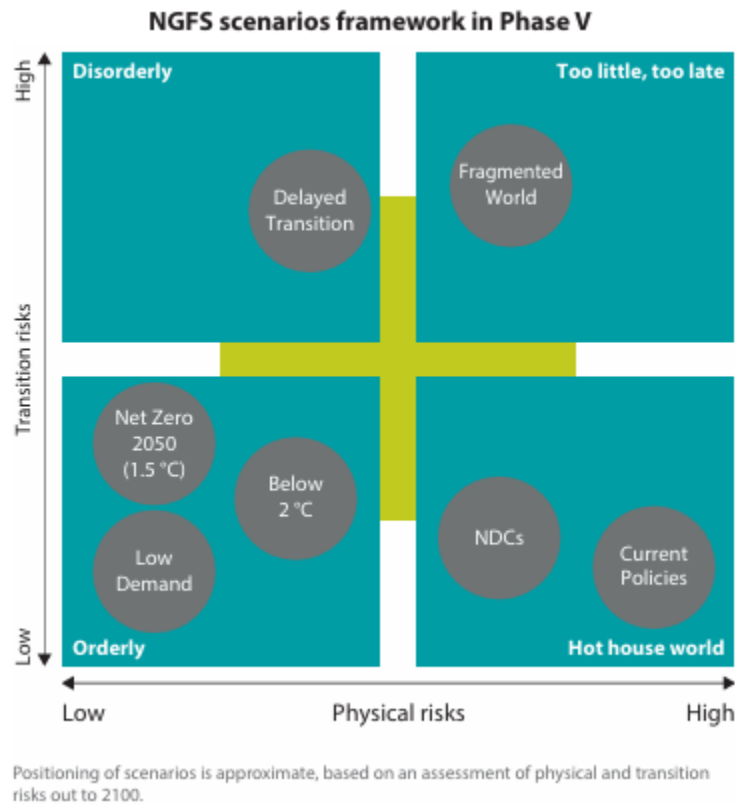 NGFS scenarios framework in Phase V
High
Disorderly
Too little, too late
Delayed
Transition
Fragmented
World
Transition risks
Net Zero
2050
(1.5 °C)
Below
2 °C
Low
Demand
NDCs
Current
Policies
Low
Orderly
Hot house world
Low
Physical risks
High
Positioning of scenarios is approximate, based on an assessment of physical and transition
risks out to 2100.